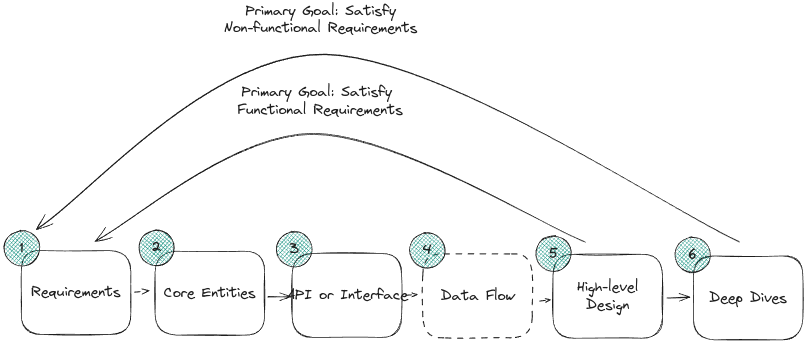 Primary Goal: Satisfy
Non-functional Requirements
Primary Goal: Satisfy
Functional Requirements
1
2
3
4
5
6
Requirements
Core Entities
API or Interface
Data Flow
High-level
Design
Deep Dives